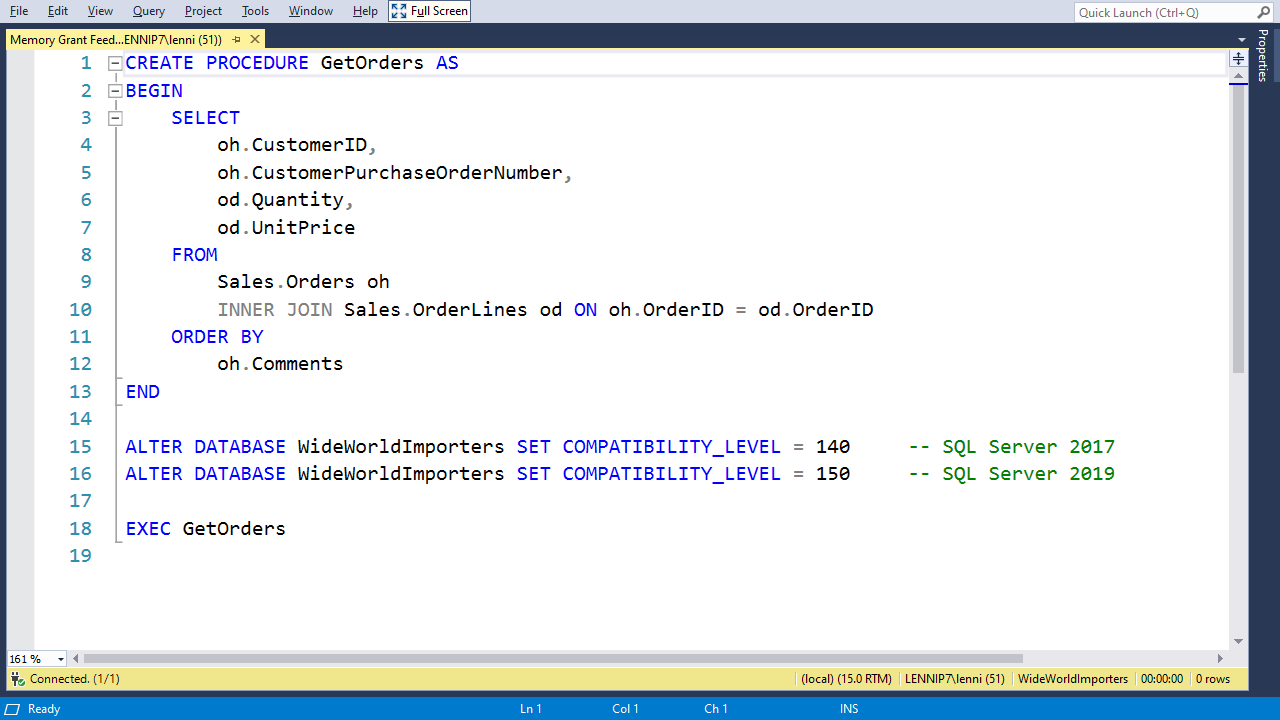 File Edit View Query Project Tools Window Help Full Screen Quick Launch (Ctrl+Q)
Memory Grant Feed...ENNIP7\lenni (51))
Properties
1 CREATE PROCEDURE GetOrders AS
2 BEGIN
3 SELECT
4 oh.CustomerID,
5 oh.CustomerPurchaseOrderNumber,
6 od.Quantity,
7 od.UnitPrice
8 FROM
9 Sales.Orders oh
10 INNER JOIN Sales.OrderLines od ON oh.OrderID = od.OrderID
11 ORDER BY
12 oh.Comments
13 END
14
15 ALTER DATABASE WideWorldImporters SET COMPATIBILITY_LEVEL = 140 -- SQL Server 2017
16 ALTER DATABASE WideWorldImporters SET COMPATIBILITY_LEVEL = 150 -- SQL Server 2019
17
18 EXEC GetOrders
19
161 %
Connected. (1/1) (local) (15.0 RTM) LENNIP7\lenni (51) WideWorldImporters 00:00:00 0 rows
Ready Ln 1 Col 1 Ch 1 INS